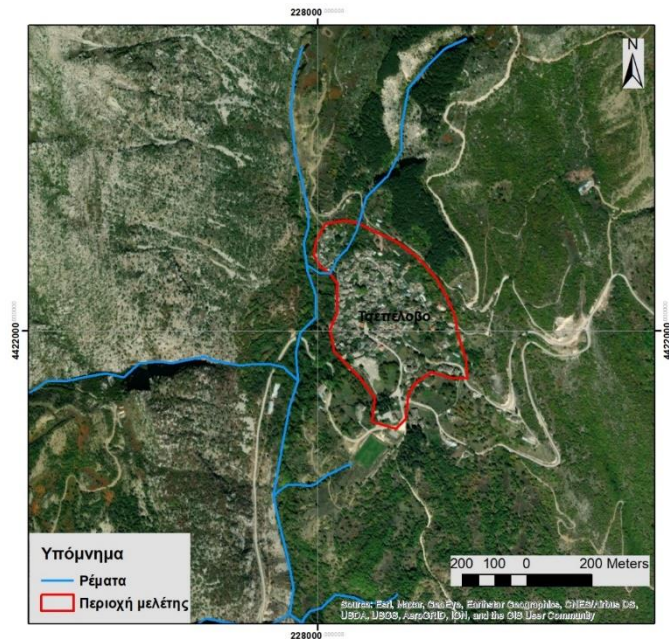 228000
N
4422000
4422000
Τσεπέλοβο
Υπόμνημα
Ρέματα
Περιοχή μελέτης
200 100 0 200 Meters
Source: Esri, Maxar, GeoEye, Earthstar Geographics, CNES/Airbus DS,
USDA, USGS, AeroGRID, IGN, and the GIS User Community
228000